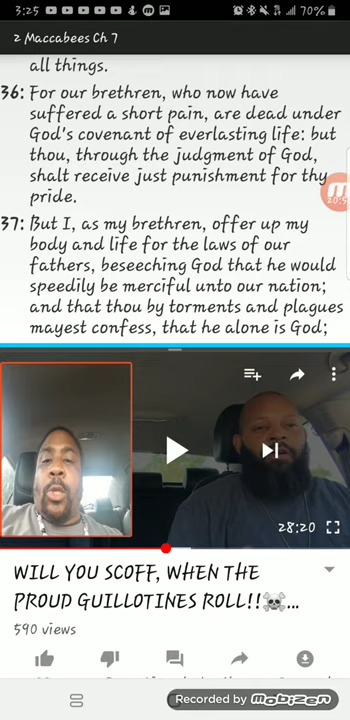 3:25
70%
2 Maccabees Ch 7
all things.
36: For our brethren, who now have
suffered a short pain, are dead under
God's covenant of everlasting life: but
thou, through the judgment of God,
shalt receive just punishment for thy
pride.
37: But I, as my brethren, offer up my
body and life for the laws of our
fathers, beseeching God that he would
speedily be merciful unto our nation;
and that thou by torments and plagues
mayest confess, that he alone is God;
28:20
WILL YOU SCOFF, WHEN THE
PROUD GUILLOTINES ROLL!!☠️...
590 views
Recorded by mobizen